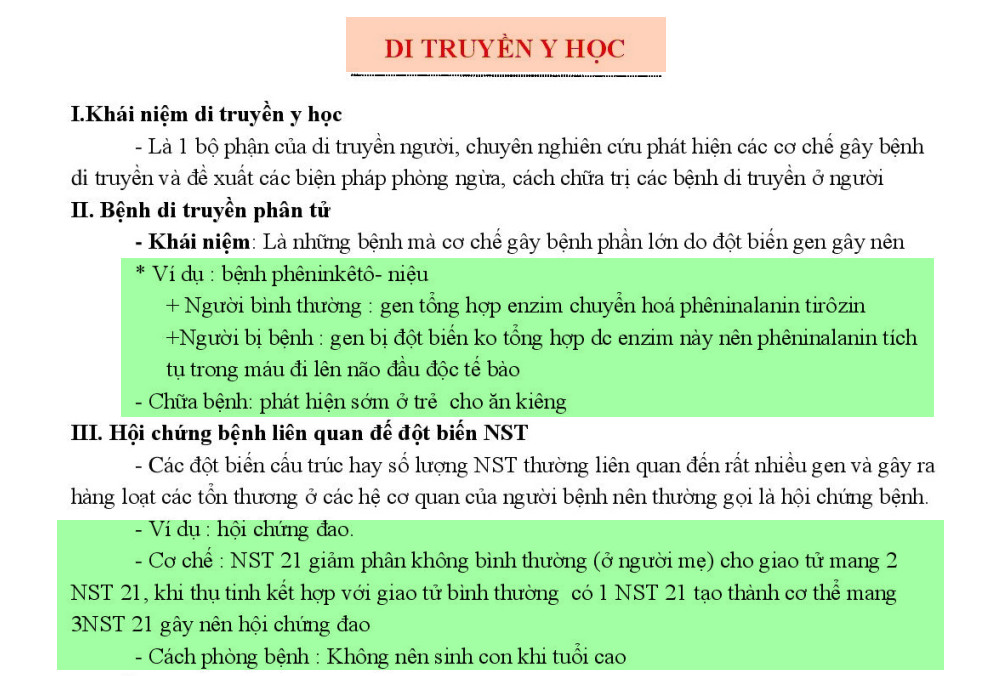 DI TRUYỀN Y HỌC
I.Khái niệm di truyền y học
- Là 1 bộ phận của di truyền người, chuyên nghiên cứu phát hiện các cơ chế gây bệnh
di truyền và đề xuất các biện pháp phòng ngừa, cách chữa trị các bệnh di truyền ở người
II. Bệnh di truyền phân tử
- Khái niệm: Là những bệnh mà cơ chế gây bệnh phần lớn do đột biến gen gây nên
* Ví dụ : bệnh phêninkêtô- niệu
+ Người bình thường : gen tổng hợp enzim chuyển hoá phêninalanin tirôzin
+Người bị bệnh : gen bị đột biến ko tổng hợp dc enzim này nên phêninalanin tích
tụ trong máu đi lên não đầu độc tế bào
- Chữa bệnh: phát hiện sớm ở trẻ cho ăn kiêng
III. Hội chứng bệnh liên quan đế đột biến NST
- Các đột biến cấu trúc hay số lượng NST thường liên quan đến rất nhiều gen và gây ra
hàng loạt các tổn thương ở các hệ cơ quan của người bệnh nên thường gọi là hội chứng bệnh.
- Ví dụ : hội chứng đao.
- Cơ chế : NST 21 giảm phân không bình thường (ở người mẹ) cho giao tử mang 2
NST 21, khi thụ tinh kết hợp với giao tử bình thường có 1 NST 21 tạo thành cơ thể mang
3NST 21 gây nên hội chứng đao
- Cách phòng bệnh : Không nên sinh con khi tuổi cao